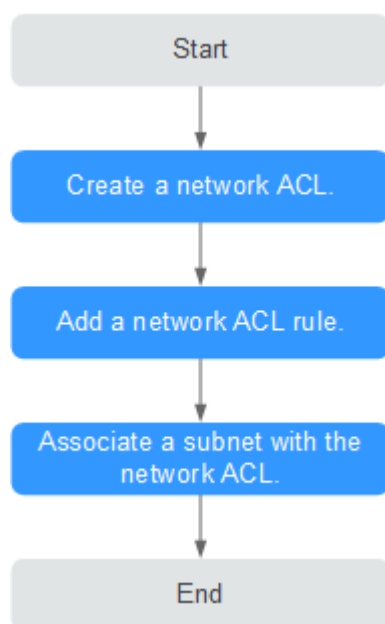 Start
Create a network ACL.
Add a network ACL rule.
Associate a subnet with the
network ACL.
End